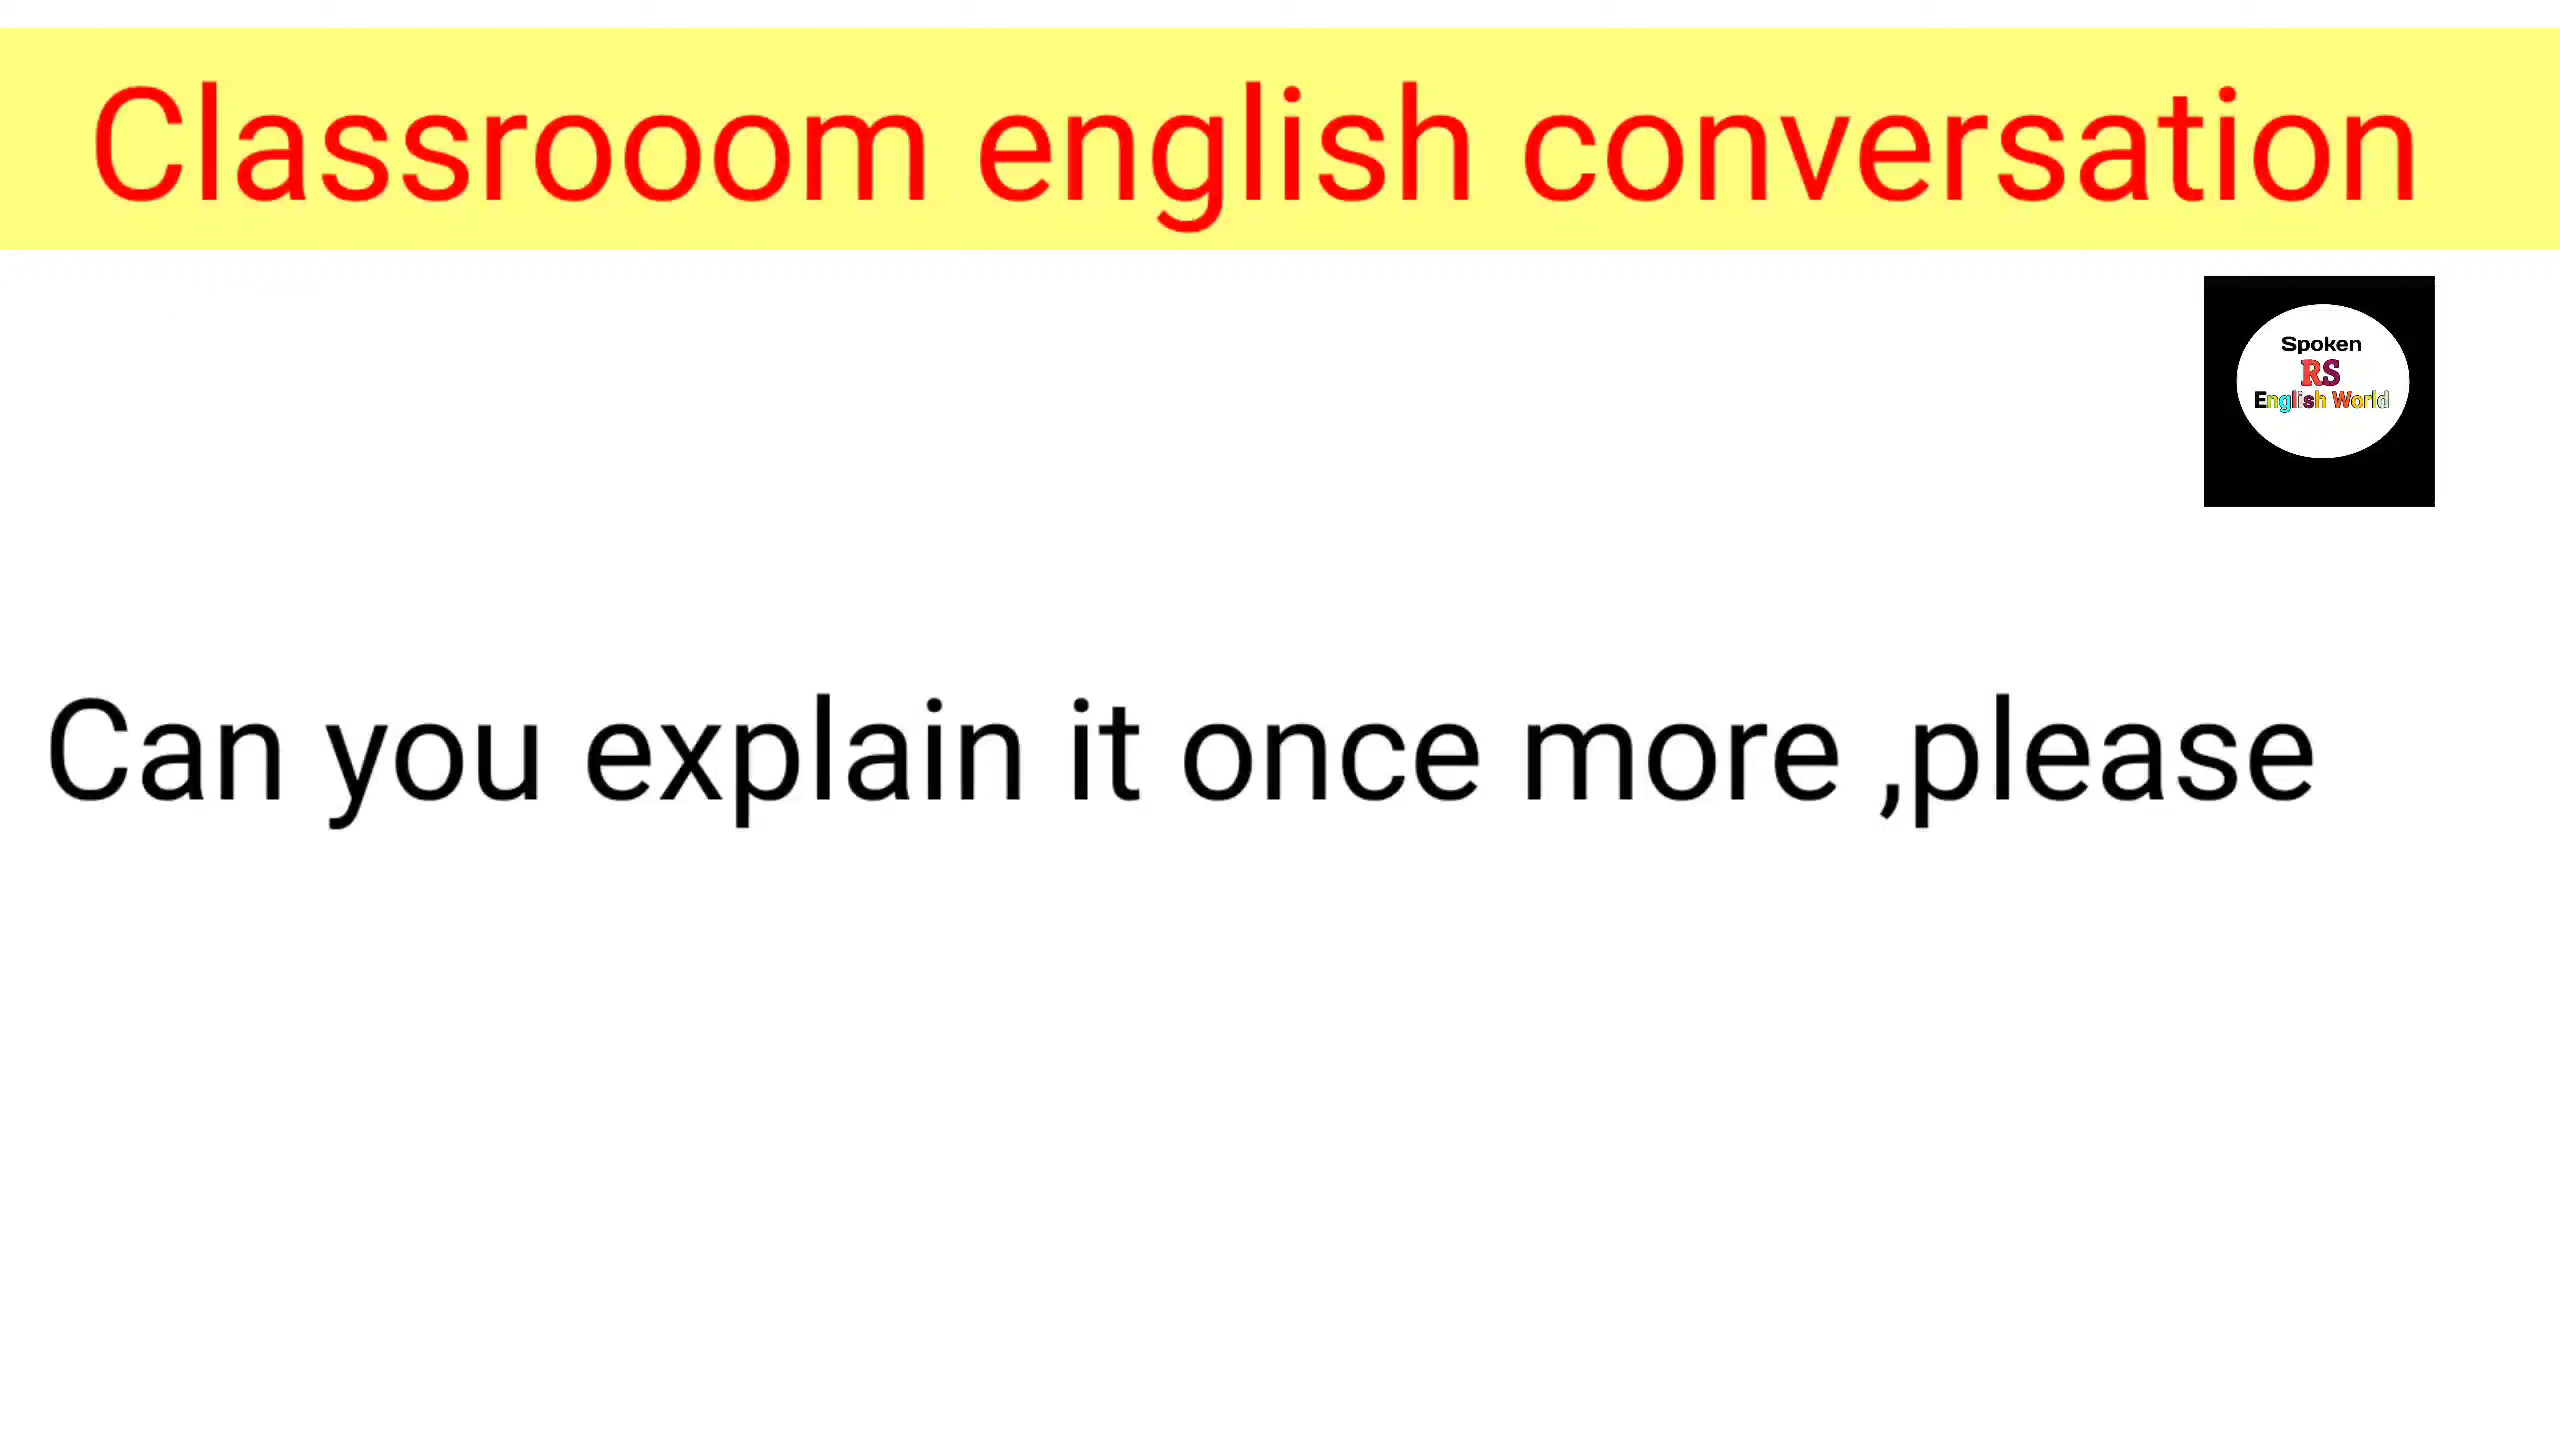 Classrooom english conversation
Spoken
RS
English World
Can you explain it once more ,please